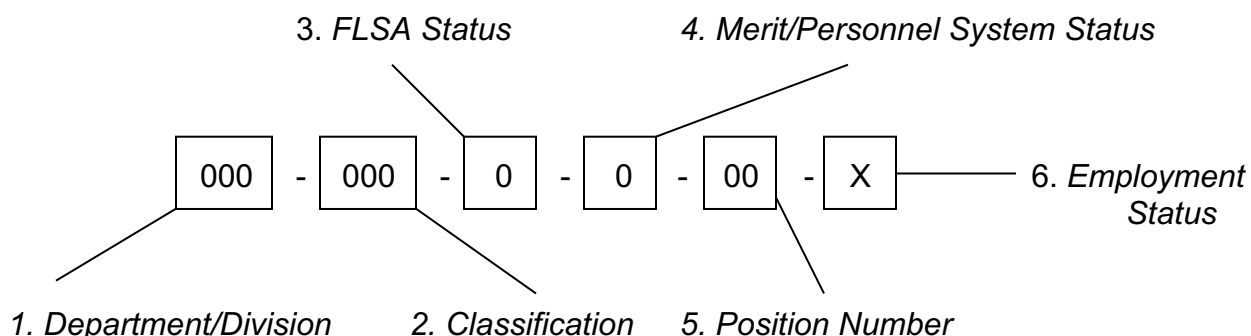 3. FLSA Status 4. Merit/Personnel System Status
000 - 000 - 0 - 0 - 00 - X 6. Employment
Status
1. Department/Division 2. Classification 5. Position Number